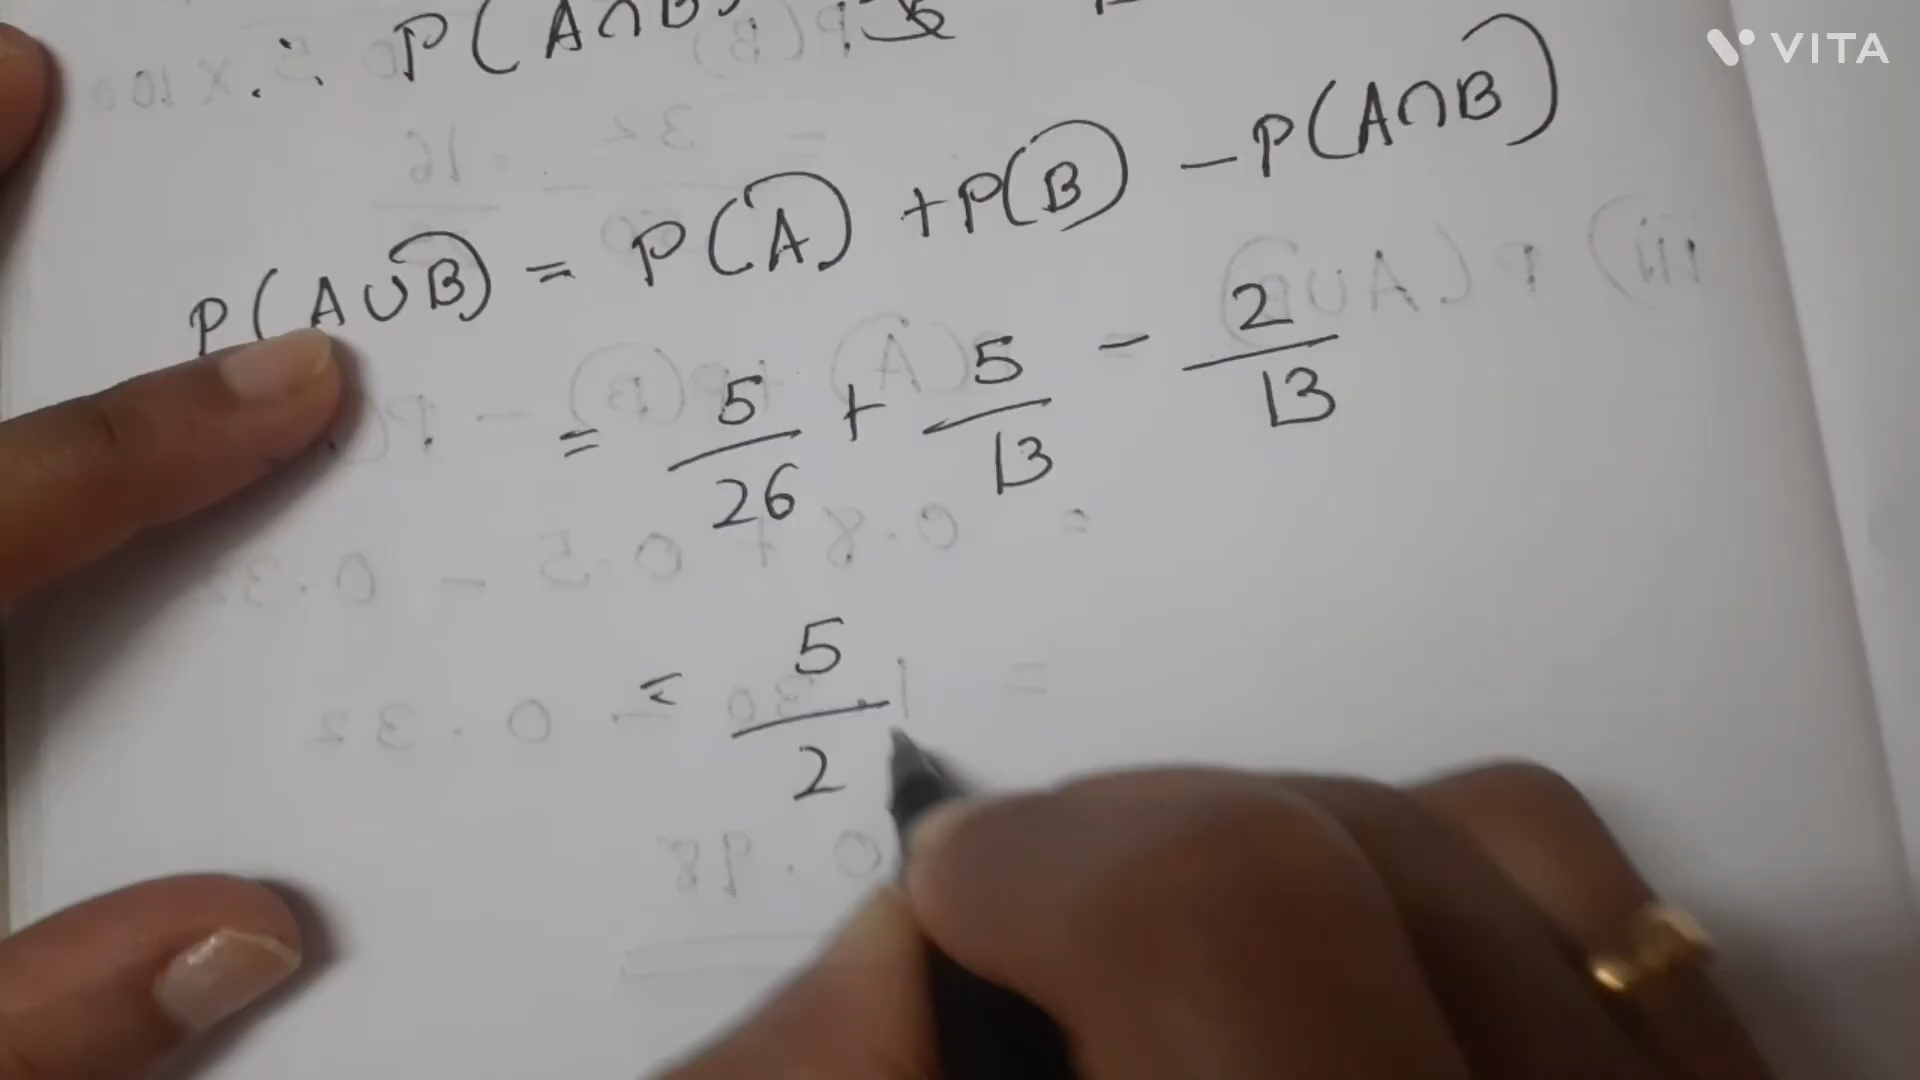 VITA
∴ P(A∩B)
P(A∪B) = P(A) + P(B) – P(A∩B)
= 5/26 + 5/13 – 2/13
= 5/2